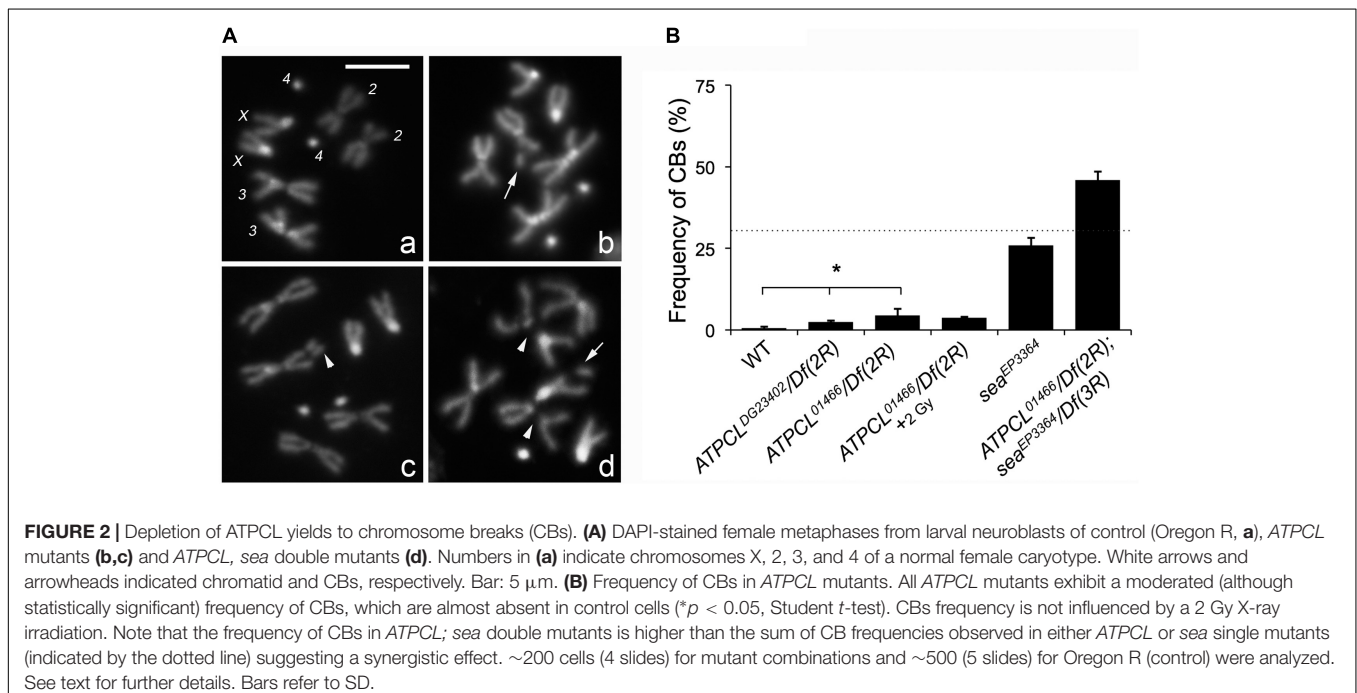 A
4
2
X
2
X
4
3
3
a
b
c
d
B
Frequency of CBs (%)
75
50
25
0
*
WT
ATPCL^DG23402/Df(2R)
ATPCL^01466/Df(2R)
ATPCL^01466/Df(2R)
+2 Gy
sea^EP3364
ATPCL^01466/Df(2R);
sea^EP3364/Df(3R)
FIGURE 2 | Depletion of ATPCL yields to chromosome breaks (CBs). (A) DAPI-stained female metaphases from larval neuroblasts of control (Oregon R, a), ATPCL
mutants (b,c) and ATPCL, sea double mutants (d). Numbers in (a) indicate chromosomes X, 2, 3, and 4 of a normal female caryotype. White arrows and
arrowheads indicated chromatid and CBs, respectively. Bar: 5 μm. (B) Frequency of CBs in ATPCL mutants. All ATPCL mutants exhibit a moderated (although
statistically significant) frequency of CBs, which are almost absent in control cells (*p < 0.05, Student t-test). CBs frequency is not influenced by a 2 Gy X-ray
irradiation. Note that the frequency of CBs in ATPCL; sea double mutants is higher than the sum of CB frequencies observed in either ATPCL or sea single mutants
(indicated by the dotted line) suggesting a synergistic effect. ~200 cells (4 slides) for mutant combinations and ~500 (5 slides) for Oregon R (control) were analyzed.
See text for further details. Bars refer to SD.